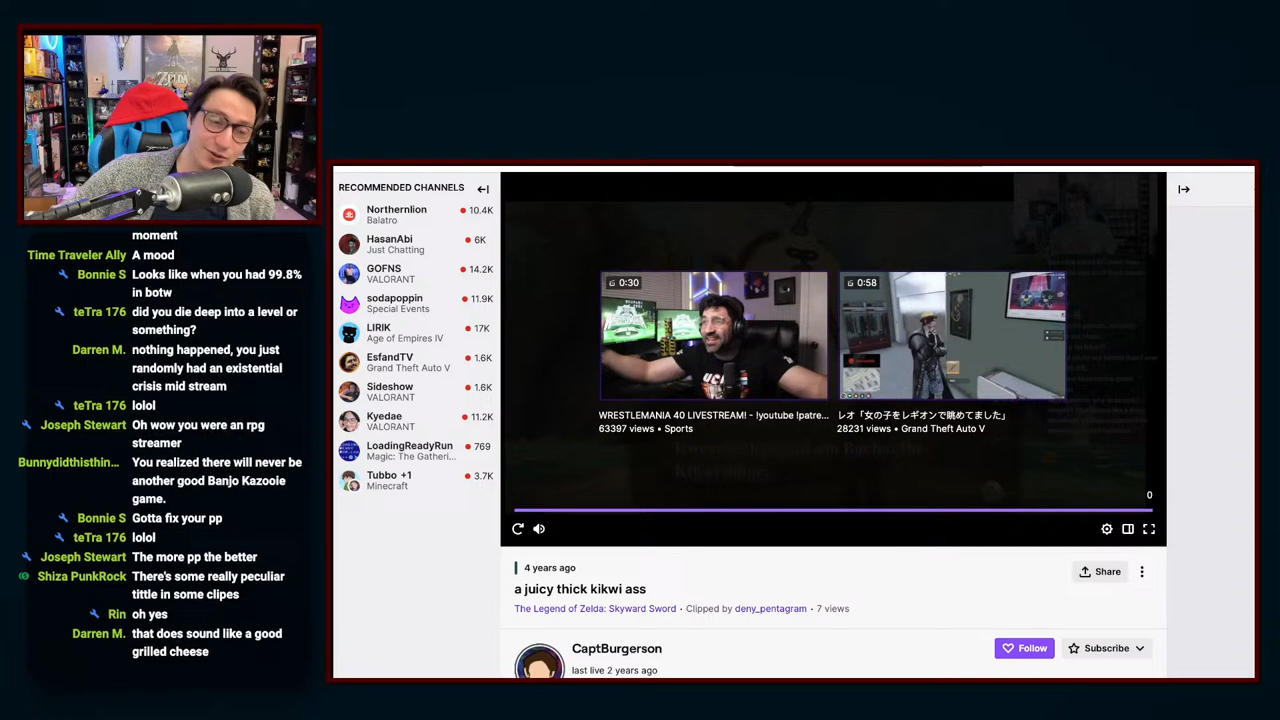 ZELDA
moment
Time Traveler Ally A mood
Bonnie S Looks like when you had 99.8%
in botw
teTra 176 did you die deep into a level or
something?
Darren M. nothing happened, you just
randomly had an existential
crisis mid stream
teTra 176 lolol
Joseph Stewart Oh wow you were an rpg
streamer
Bunnydidthisthin... You realized there will never be
another good Banjo Kazooie
game.
Bonnie S Gotta fix your pp
teTra 176 lolol
Joseph Stewart The more pp the better
Shiza PunkRock There's some really peculiar
tittle in some clipes
Rin oh yes
Darren M. that does sound like a good
grilled cheese
RECOMMENDED CHANNELS
Northernlion 10.4K
Balatro
HasanAbi 6K
Just Chatting
GOFNS 14.2K
VALORANT
sodapoppin 11.9K
Special Events
LIRIK 17K
Age of Empires IV
EsfandTV 1.6K
Grand Theft Auto V
Sideshow 1.6K
VALORANT
Kyedae 11.2K
VALORANT
LoadingReadyRun 769
Magic: The Gatheri...
Tubbo +1 3.7K
Minecraft
0:30
0:58
WRESTLEMANIA 40 LIVESTREAM! - !youtube !patre...
63397 views • Sports
レオ「女の子をレギオンで眺めてました」
28231 views • Grand Theft Auto V
0
4 years ago
Share
a juicy thick kikwi ass
The Legend of Zelda: Skyward Sword • Clipped by deny_pentagram • 7 views
CaptBurgerson
Follow
Subscribe
last live 2 years ago